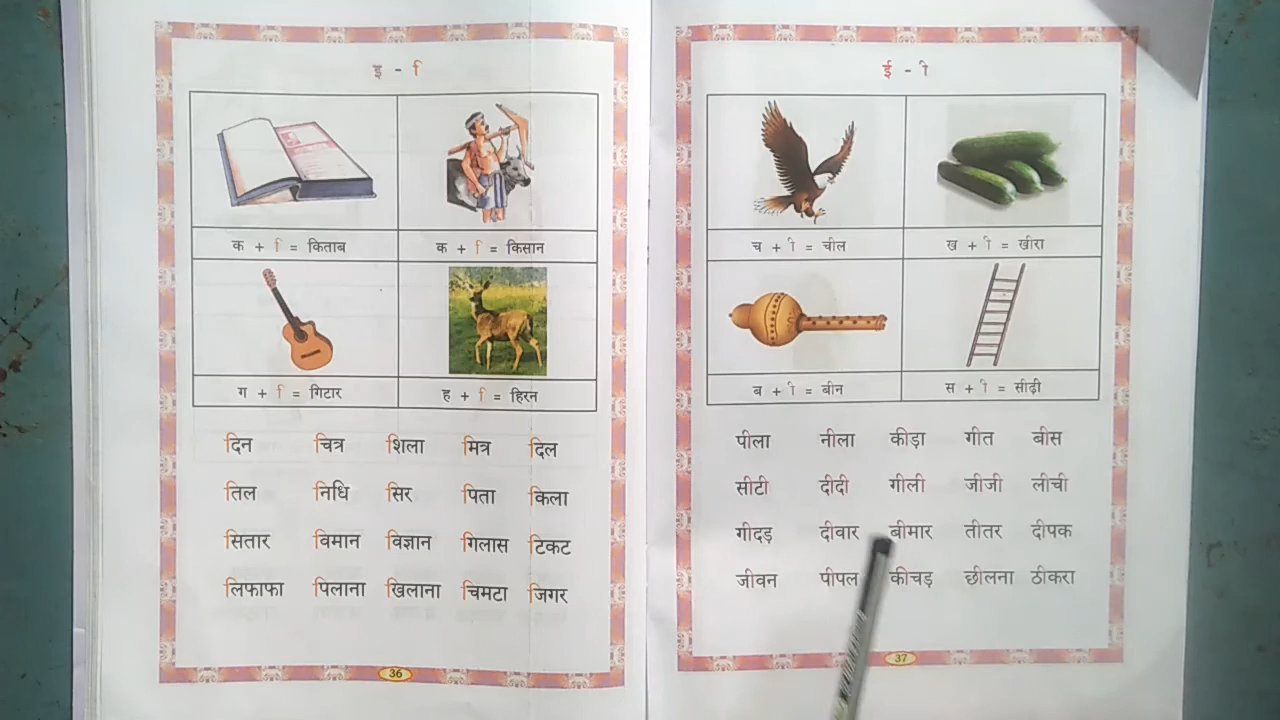 इ - ि
क + ि = किताब
क + ि = किसान
ग + ि = गिटार
ह + ि = हिरन
दिन चित्र शिला मित्र दिल
तिल निधि सिर पिता किला
सितार विमान विज्ञान गिलास टिकट
लिफाफा पिलाना खिलाना चिमटा जिगर
36
ई - ी
च + ी = चील
ख + ी = खीरा
ब + ी = बीन
स + ी = सीढ़ी
पीला नीला कीड़ा गीत बीस
सीटी दीदी गीली जीजी लीची
गीदड़ दीवार बीमार तीतर दीपक
जीवन पीपल कीचड़ छीलना ठीकरा
37